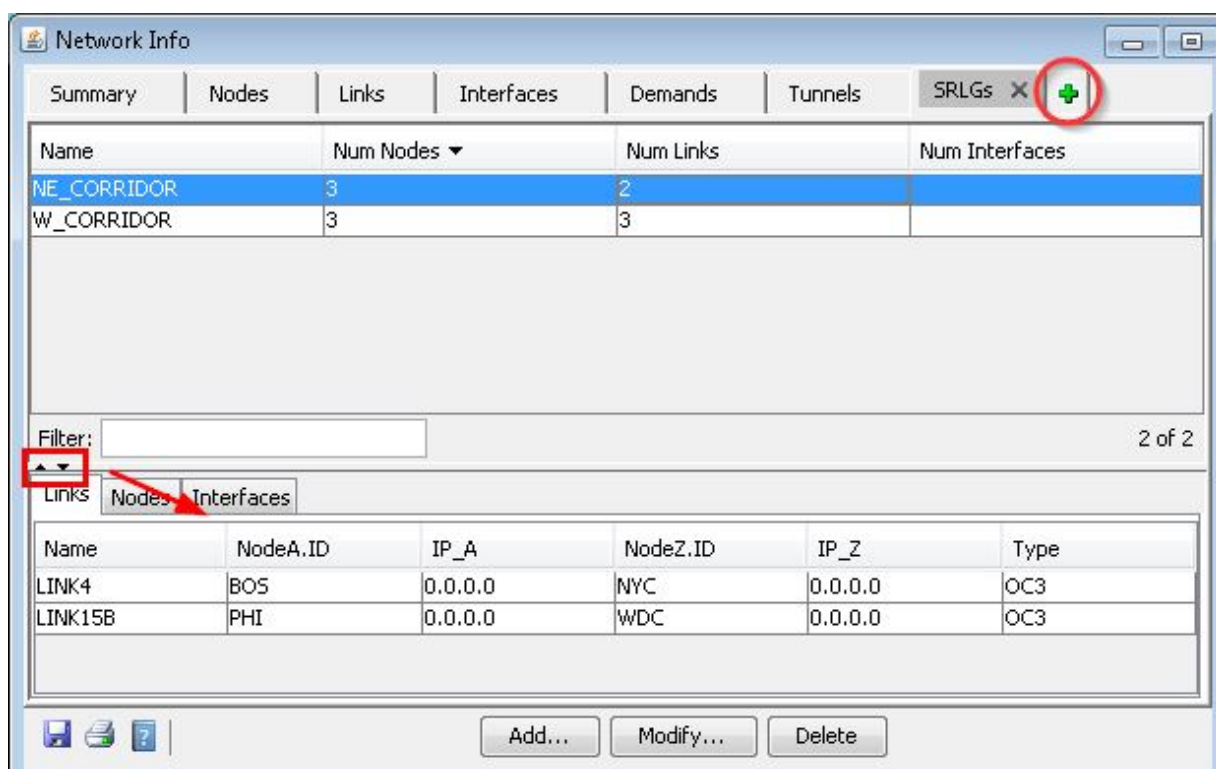 Network Info
Summary Nodes Links Interfaces Demands Tunnels SRLGs
Name Num Nodes Num Links Num Interfaces
NE_CORRIDOR 3 2
W_CORRIDOR 3 3
Filter: 2 of 2
Links Nodes Interfaces
Name NodeA.ID IP_A NodeZ.ID IP_Z Type
LINK4 BOS 0.0.0.0 NYC 0.0.0.0 OC3
LINK15B PHI 0.0.0.0 WDC 0.0.0.0 OC3
? Add... Modify... Delete